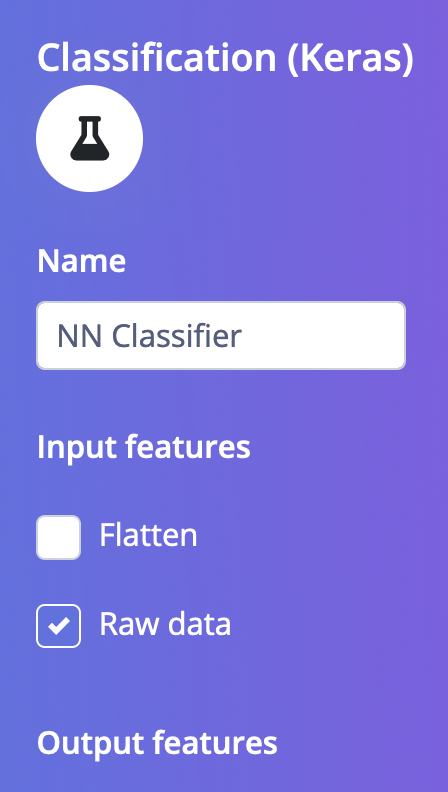 Classification (Keras)
Name
NN Classifier
Input features
Flatten
Raw data
Output features